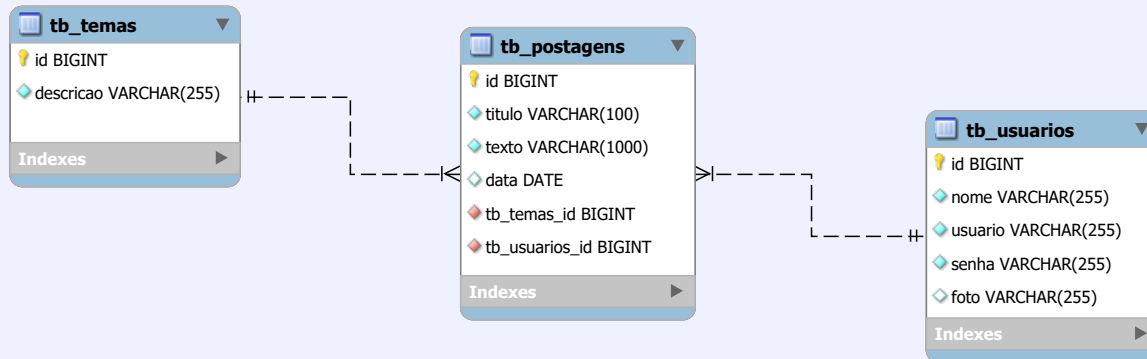 tb_temas
id BIGINT
descricao VARCHAR(255)
Indexes
tb_postagens
id BIGINT
titulo VARCHAR(100)
texto VARCHAR(1000)
data DATE
tb_temas_id BIGINT
tb_usuarios_id BIGINT
Indexes
tb_usuarios
id BIGINT
nome VARCHAR(255)
usuario VARCHAR(255)
senha VARCHAR(255)
foto VARCHAR(255)
Indexes